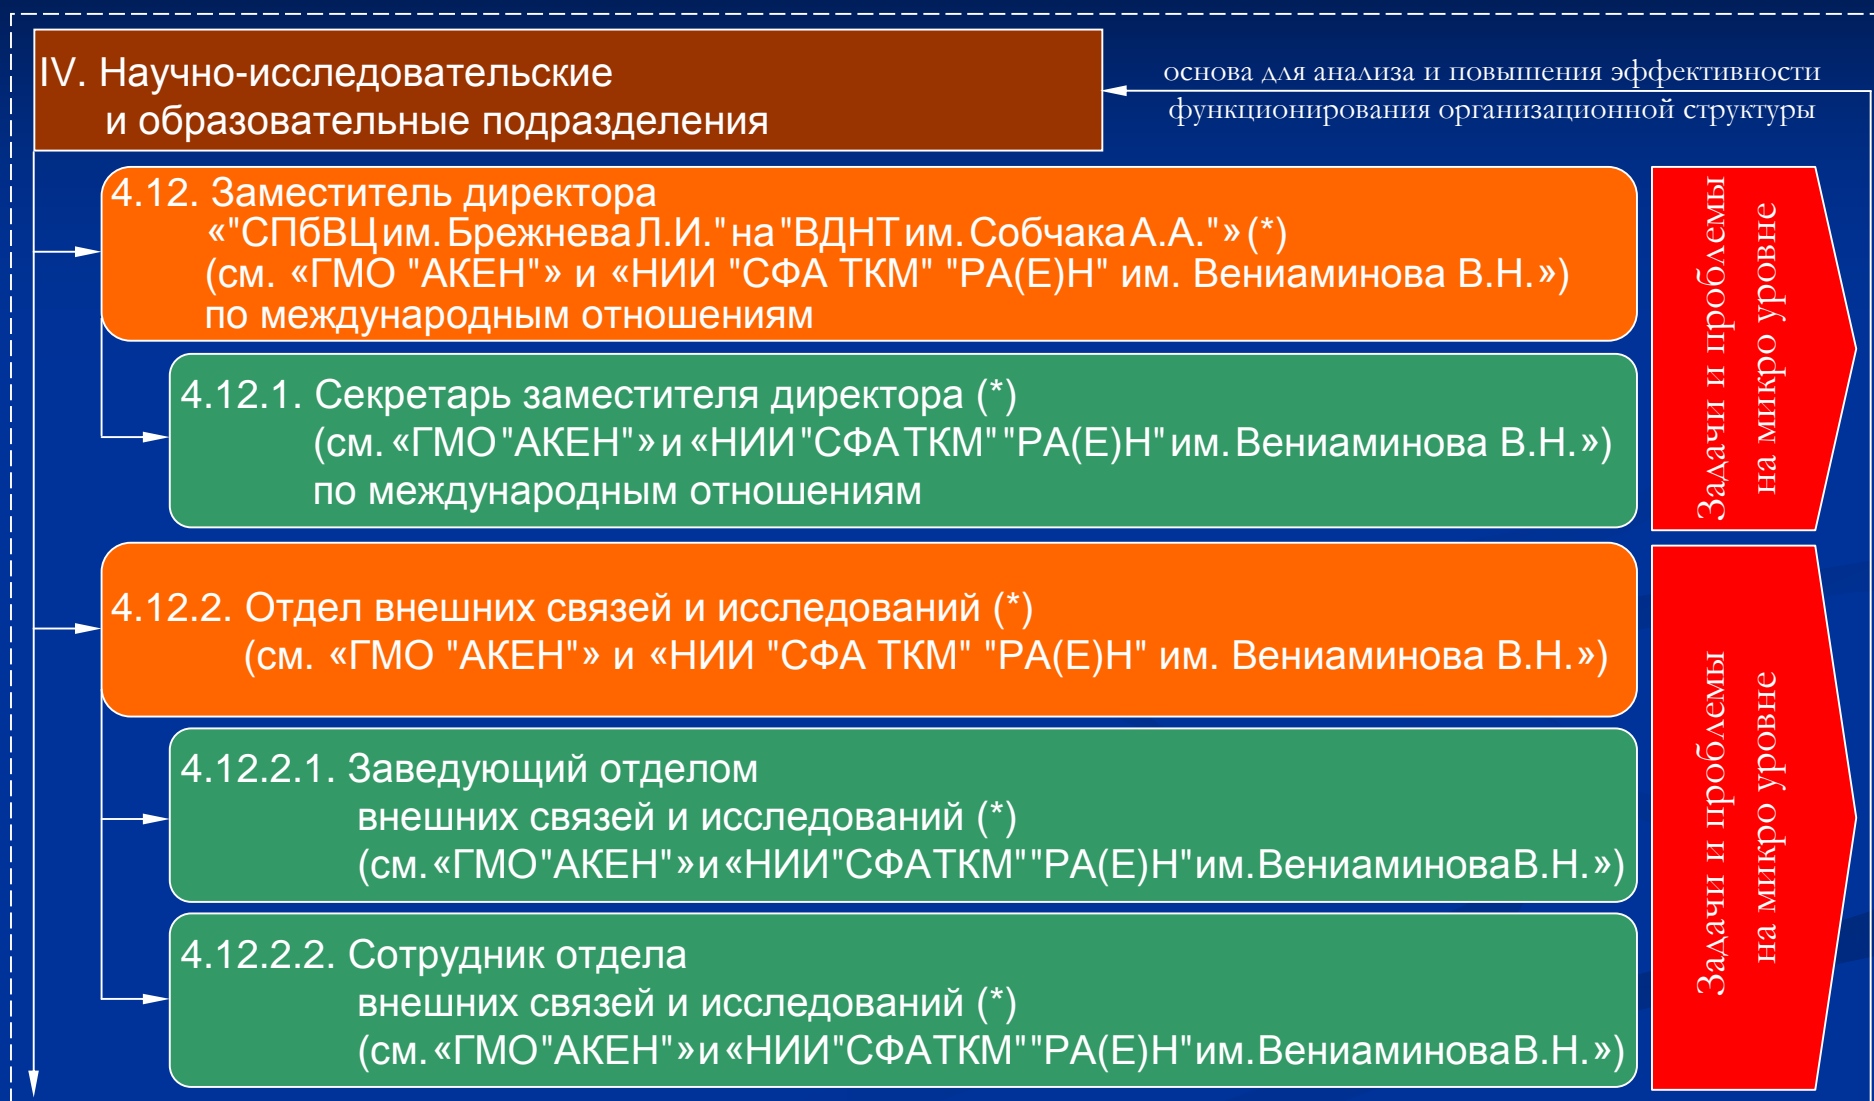 IV. Научно-исследовательские
и образовательные подразделения
основа для анализа и повышения эффективности
функционирования организационной структуры
4.12. Заместитель директора
«"СПбВЦ им. Брежнева Л.И." на "ВДНТ им. Собчака А.А."» (*)
(см. «ГМО "АКЕН"» и «НИИ "СФА ТКМ" "РА(Е)Н" им. Вениаминова В.Н.»)
по международным отношениям
4.12.1. Секретарь заместителя директора (*)
(см. «ГМО "АКЕН"» и «НИИ "СФА ТКМ" "РА(Е)Н" им. Вениаминова В.Н.»)
по международным отношениям
Задачи и проблемы
на микро уровне
4.12.2. Отдел внешних связей и исследований (*)
(см. «ГМО "АКЕН"» и «НИИ "СФА ТКМ" "РА(Е)Н" им. Вениаминова В.Н.»)
4.12.2.1. Заведующий отделом
внешних связей и исследований (*)
(см. «ГМО "АКЕН"» и «НИИ "СФА ТКМ" "РА(Е)Н" им. Вениаминова В.Н.»)
4.12.2.2. Сотрудник отдела
внешних связей и исследований (*)
(см. «ГМО "АКЕН"» и «НИИ "СФА ТКМ" "РА(Е)Н" им. Вениаминова В.Н.»)
Задачи и проблемы
на микро уровне